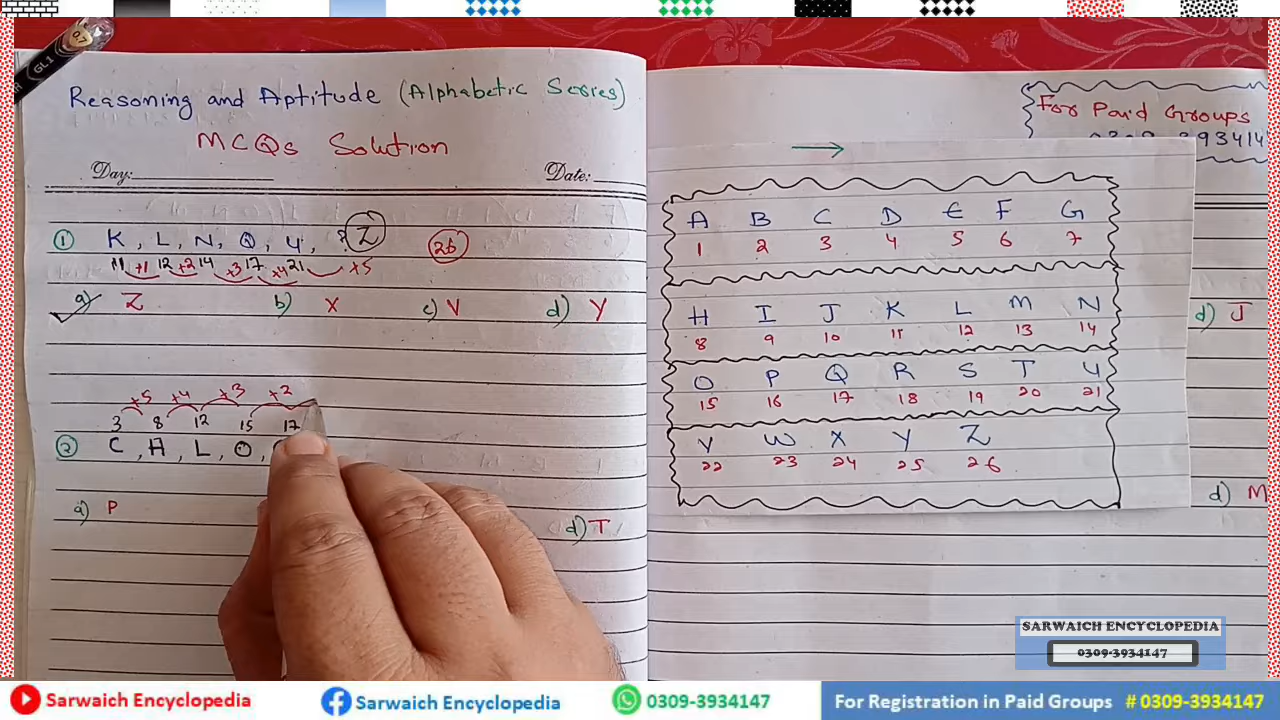 0.7
GL1
Reasoning and Aptitude (Alphabetic Series)
MCQs Solution
Day:
Date:
① K, L, N, Q, U, ? Z 26
11 +1 12 +2 14 +3 17 +4 21 +5
a) Z b) X c) V d) Y
+5 +4 +3 +2
3 8 12 15 17
② C, H, L, O,
a) P d) T
For Paid Groups
A B C D E F G
1 2 3 4 5 6 7
H I J K L M N
8 9 10 11 12 13 14
O P Q R S T U
15 16 17 18 19 20 21
V W X Y Z
22 23 24 25 26
d) J
d) M
SARWAICH ENCYCLOPEDIA
0309-3934147
Sarwaich Encyclopedia
Sarwaich Encyclopedia
0309-3934147
For Registration in Paid Groups # 0309-3934147